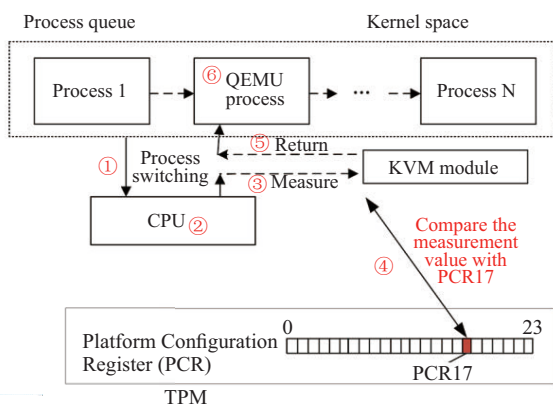 Process queue
Kernel space
Process 1
⑥ QEMU
process
...
Process N
①
Process
switching
⑤ Return
③ Measure
KVM module
CPU ②
④
Compare the
measurement
value with
PCR17
Platform Configuration
Register (PCR)
0
23
PCR17
TPM